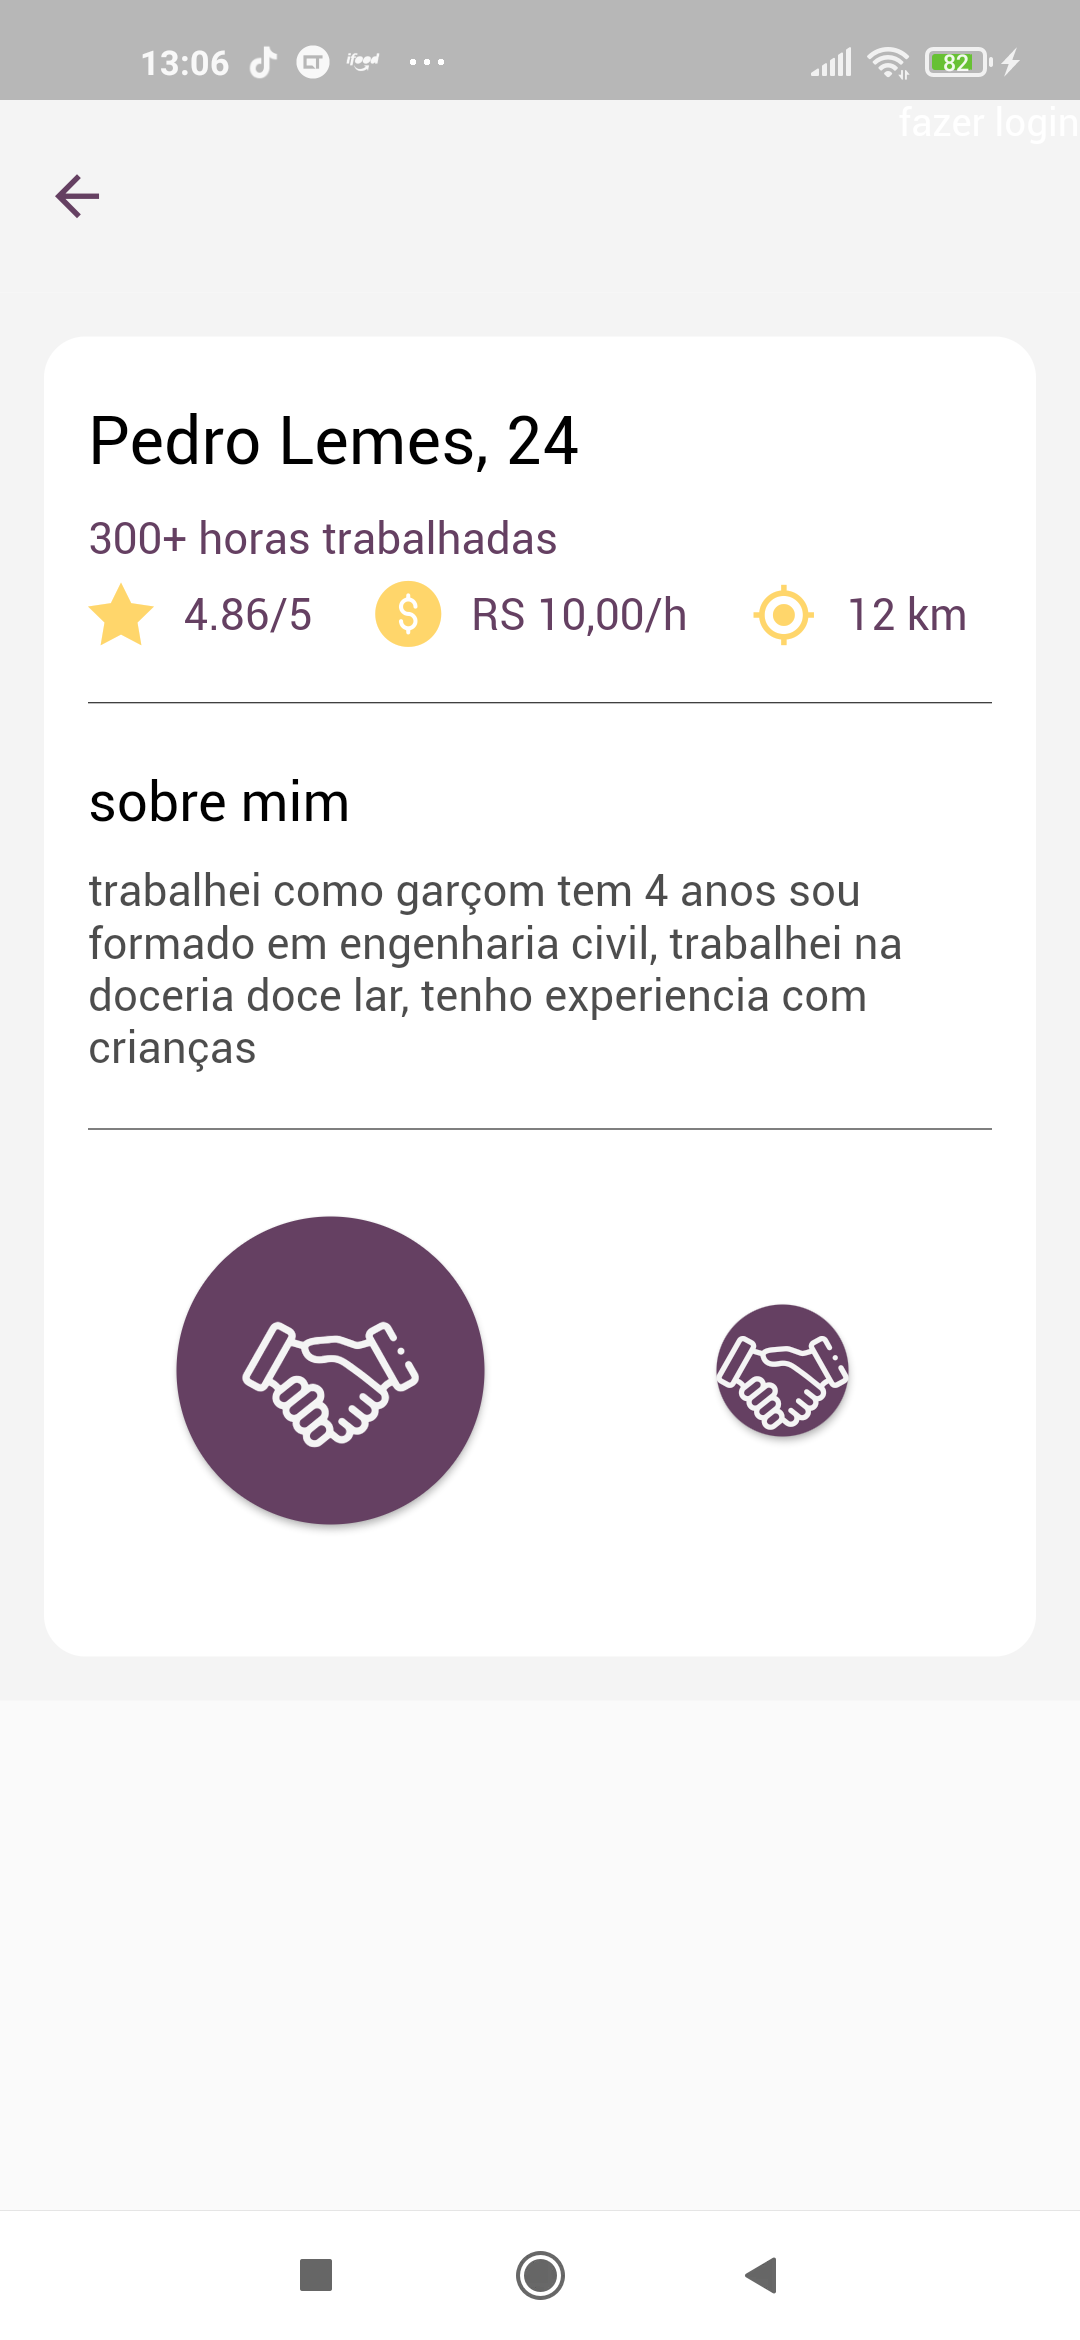 13:06 ifood 82
fazer login
Pedro Lemes, 24
300+ horas trabalhadas
4.86/5 $ RS 10,00/h 12 km
sobre mim
trabalhei como garçom tem 4 anos sou
formado em engenharia civil, trabalhei na
doceria doce lar, tenho experiencia com
crianças